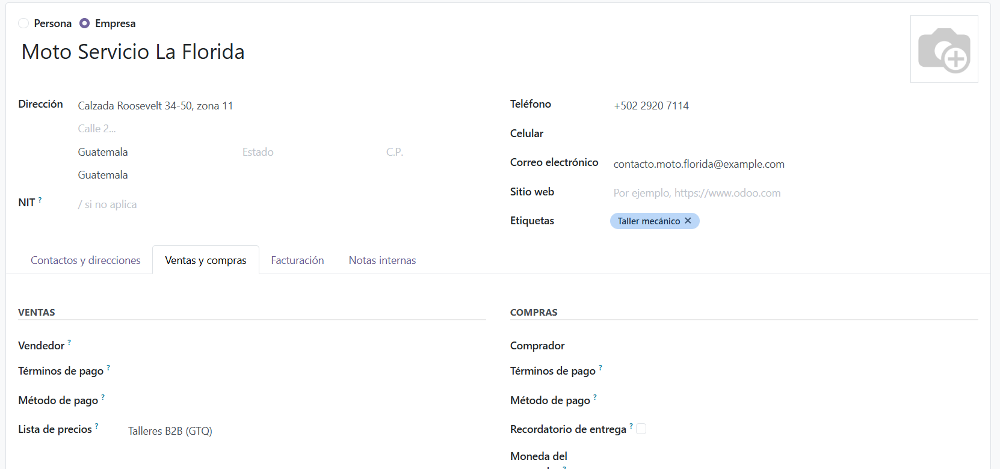 Persona Empresa
Moto Servicio La Florida
Dirección Calzada Roosevelt 34-50, zona 11
Calle 2...
Guatemala Estado C.P.
Guatemala
NIT ? / si no aplica
Teléfono +502 2920 7114
Celular
Correo electrónico contacto.moto.florida@example.com
Sitio web Por ejemplo, https://www.odoo.com
Etiquetas Taller mecánico ✕
Contactos y direcciones Ventas y compras Facturación Notas internas
VENTAS
Vendedor ?
Términos de pago ?
Método de pago ?
Lista de precios ? Talleres B2B (GTQ)
COMPRAS
Comprador
Términos de pago ?
Método de pago ?
Recordatorio de entrega ?
Moneda del